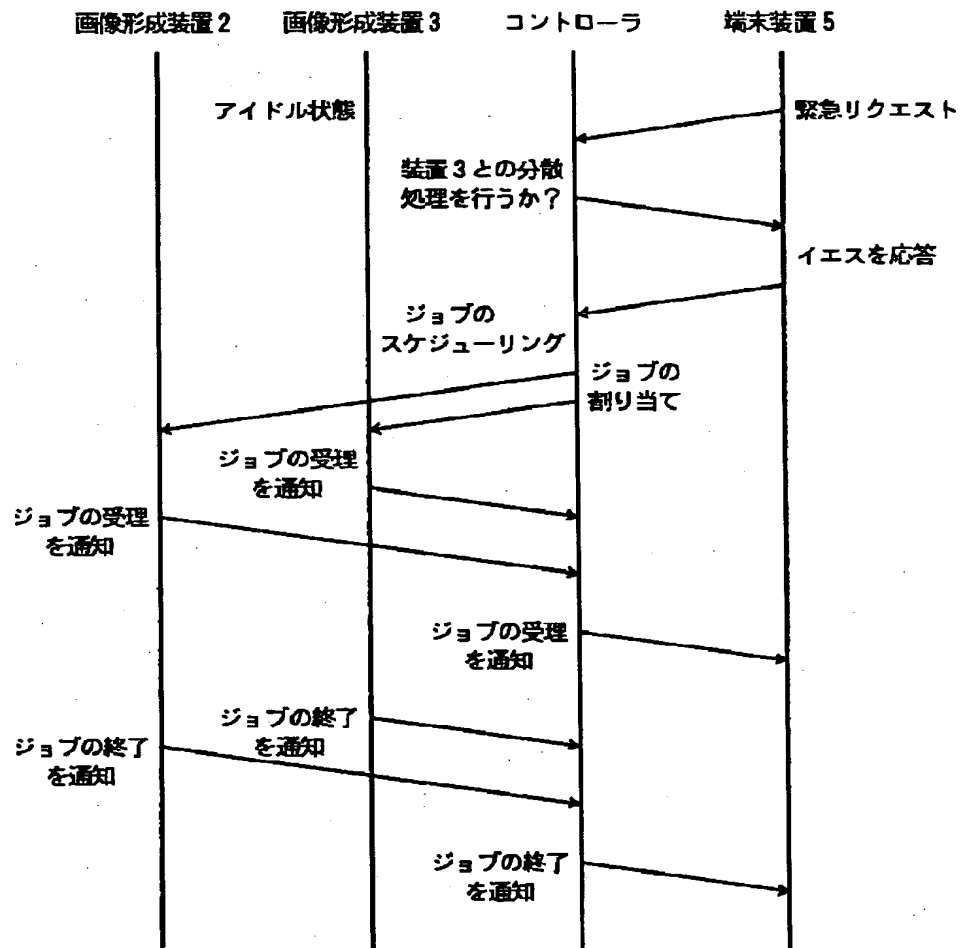 画像形成装置2
画像形成装置3
コントローラ
端末装置5
アイドル状態
緊急リクエスト
装置3との分散
処理を行うか?
イエスを応答
ジョブの
スケジューリング
ジョブの
割り当て
ジョブの受理
を通知
ジョブの受理
を通知
ジョブの受理
を通知
ジョブの終了
を通知
ジョブの終了
を通知
ジョブの終了
を通知